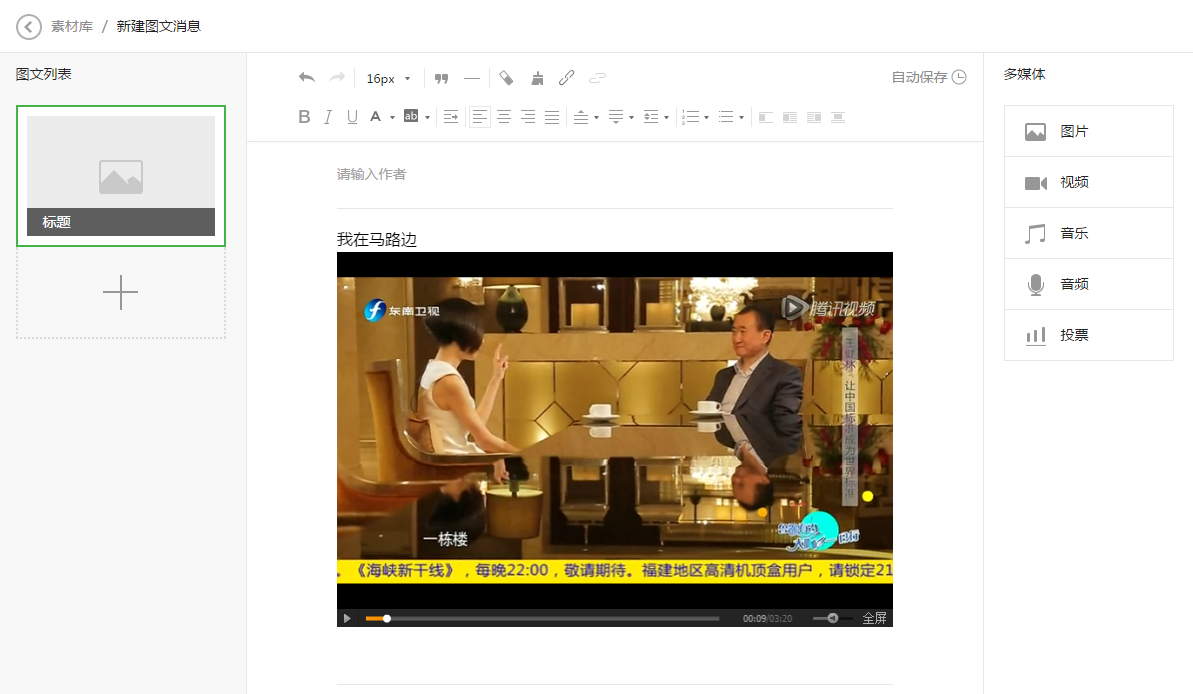 素材库 / 新建图文消息
图文列表
标题
16px
自动保存
B I U A ab
请输入作者
我在马路边
东南卫视
腾讯视频
王健林：让中国标准成为世界标准
一栋楼
。《海峡新干线》，每晚22:00，敬请期待。福建地区高清机顶盒用户，请锁定21
00:09/03:20
全屏
多媒体
图片
视频
音乐
音频
投票